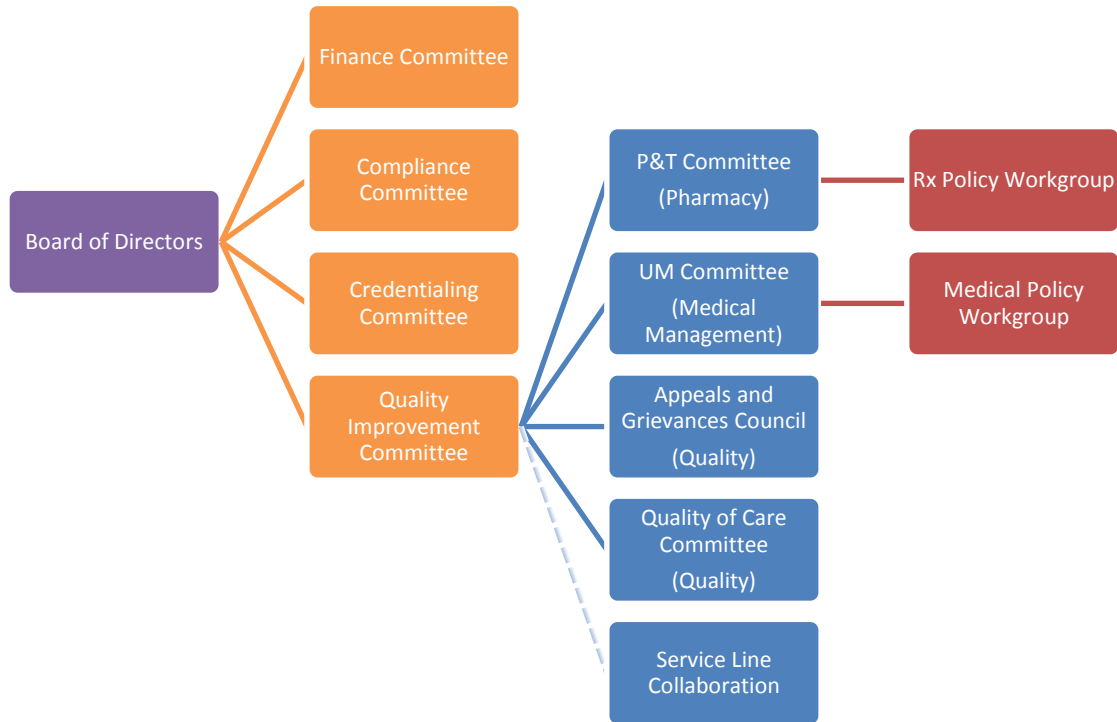 Board of Directors
Finance Committee
Compliance
Committee
Credentialing
Committee
Quality
Improvement
Committee
P&T Committee
(Pharmacy)
UM Committee
(Medical
Management)
Appeals and
Grievances Council
(Quality)
Quality of Care
Committee
(Quality)
Service Line
Collaboration
Rx Policy Workgroup
Medical Policy
Workgroup